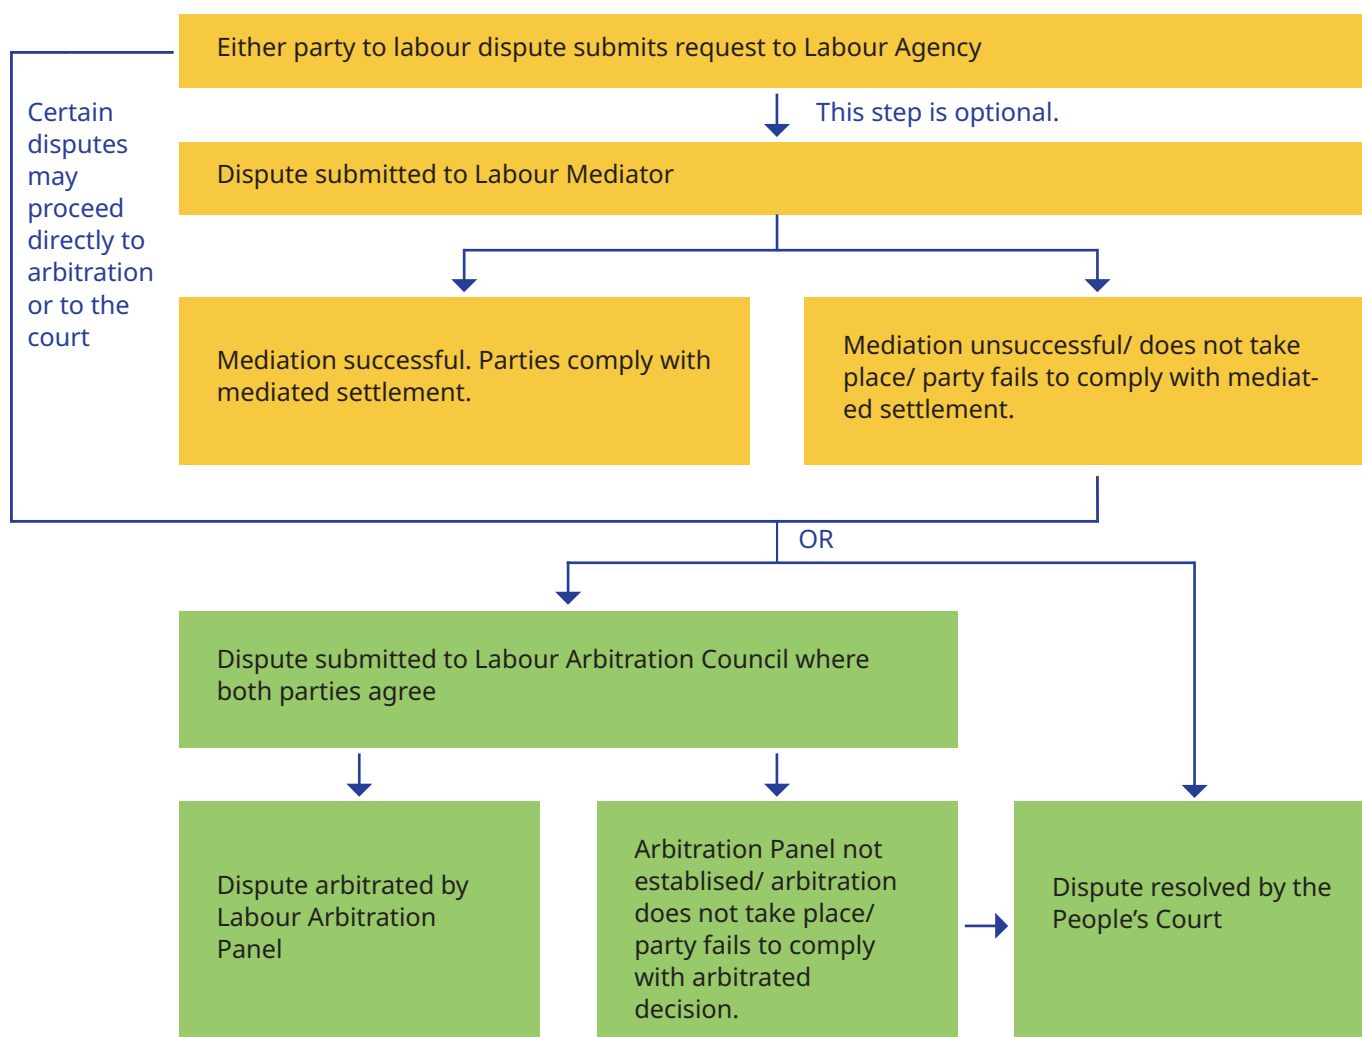 Either party to labour dispute submits request to Labour Agency
Certain
disputes
may
proceed
directly to
arbitration
or to the
court
This step is optional.
Dispute submitted to Labour Mediator
Mediation successful. Parties comply with
mediated settlement.
Mediation unsuccessful/ does not take
place/ party fails to comply with mediat-
ed settlement.
OR
Dispute submitted to Labour Arbitration Council where
both parties agree
Dispute arbitrated by
Labour Arbitration
Panel
Arbitration Panel not
establised/ arbitration
does not take place/
party fails to comply
with arbitrated
decision.
Dispute resolved by the
People’s Court